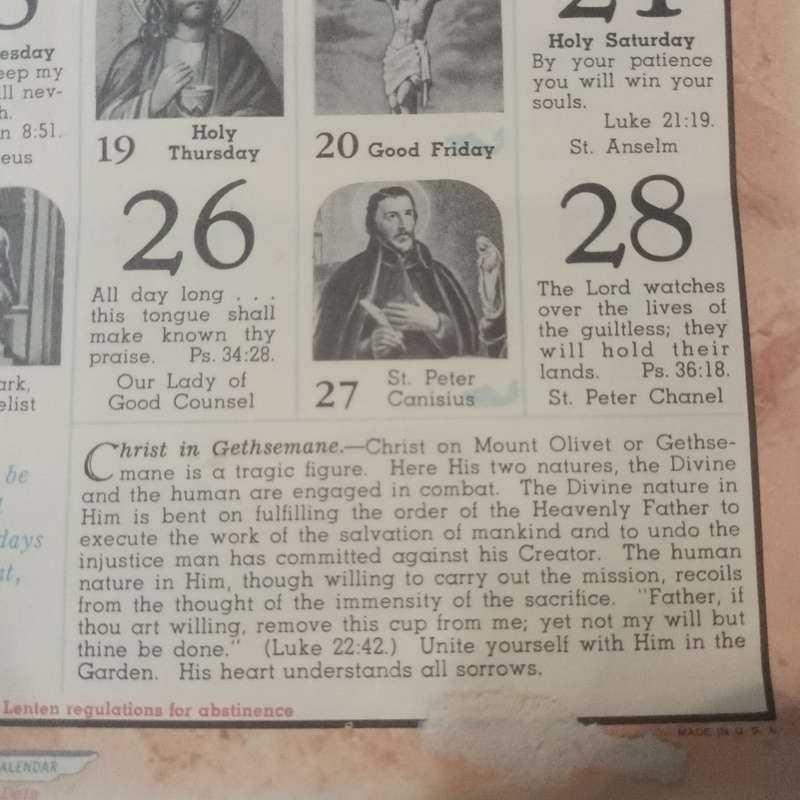 21
esday
eep my
ll nev-
h.
n 8:51.
eus
19 Holy
Thursday
20 Good Friday
Holy Saturday
By your patience
you will win your
souls.
Luke 21:19.
St. Anselm
ark,
elist
26
All day long . . .
this tongue shall
make known thy
praise. Ps. 34:28.
Our Lady of
Good Counsel
27 St. Peter
Canisius
28
The Lord watches
over the lives of
the guiltless; they
will hold their
lands. Ps. 36:18.
St. Peter Chanel
be
days
at,
Christ in Gethsemane.—Christ on Mount Olivet or Gethse-
mane is a tragic figure. Here His two natures, the Divine
and the human are engaged in combat. The Divine nature in
Him is bent on fulfilling the order of the Heavenly Father to
execute the work of the salvation of mankind and to undo the
injustice man has committed against his Creator. The human
nature in Him, though willing to carry out the mission, recoils
from the thought of the immensity of the sacrifice. "Father, if
thou art willing, remove this cup from me; yet not my will but
thine be done." (Luke 22:42.) Unite yourself with Him in the
Garden. His heart understands all sorrows.
Lenten regulations for abstinence
MADE IN U. S. A.
ALENDAR